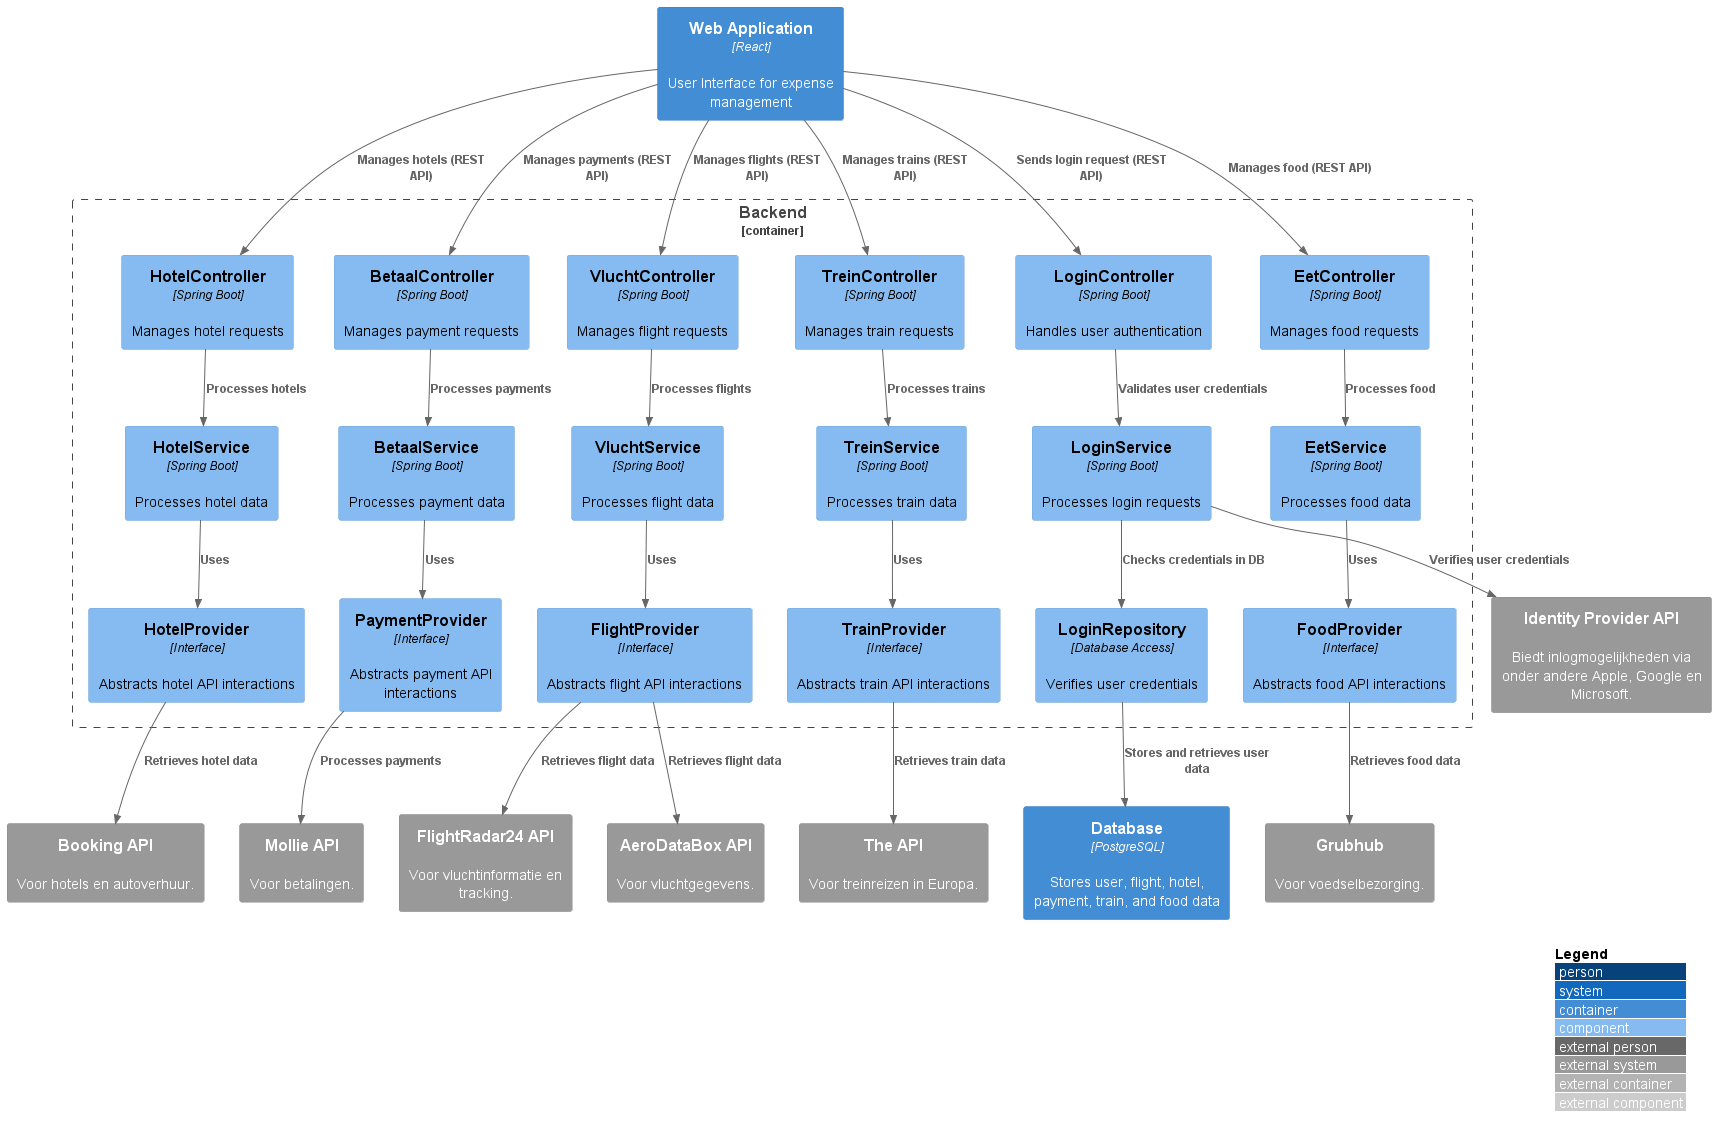 Web Application
[React]
User Interface for expense
management
Manages hotels (REST
API)
Manages payments (REST
API)
Manages flights (REST
API)
Manages trains (REST
API)
Sends login request (REST
API)
Manages food (REST API)
Backend
[container]
HotelController
[Spring Boot]
Manages hotel requests
BetaalController
[Spring Boot]
Manages payment requests
VluchtController
[Spring Boot]
Manages flight requests
TreinController
[Spring Boot]
Manages train requests
LoginController
[Spring Boot]
Handles user authentication
EetController
[Spring Boot]
Manages food requests
Processes hotels
Processes payments
Processes flights
Processes trains
Validates user credentials
Processes food
HotelService
[Spring Boot]
Processes hotel data
BetaalService
[Spring Boot]
Processes payment data
VluchtService
[Spring Boot]
Processes flight data
TreinService
[Spring Boot]
Processes train data
LoginService
[Spring Boot]
Processes login requests
EetService
[Spring Boot]
Processes food data
Uses
Uses
Uses
Uses
Checks credentials in DB
Uses
Verifies user credentials
HotelProvider
[Interface]
Abstracts hotel API interactions
PaymentProvider
[Interface]
Abstracts payment API
interactions
FlightProvider
[Interface]
Abstracts flight API interactions
TrainProvider
[Interface]
Abstracts train API interactions
LoginRepository
[Database Access]
Verifies user credentials
FoodProvider
[Interface]
Abstracts food API interactions
Identity Provider API
Biedt inlogmogelijkheden via
onder andere Apple, Google en
Microsoft.
Retrieves hotel data
Processes payments
Retrieves flight data
Retrieves flight data
Retrieves train data
Stores and retrieves user
data
Retrieves food data
Booking API
Voor hotels en autoverhuur.
Mollie API
Voor betalingen.
FlightRadar24 API
Voor vluchtinformatie en
tracking.
AeroDataBox API
Voor vluchtgegevens.
The API
Voor treinreizen in Europa.
Database
[PostgreSQL]
Stores user, flight, hotel,
payment, train, and food data
Grubhub
Voor voedselbezorging.
Legend
person
system
container
component
external person
external system
external container
external component